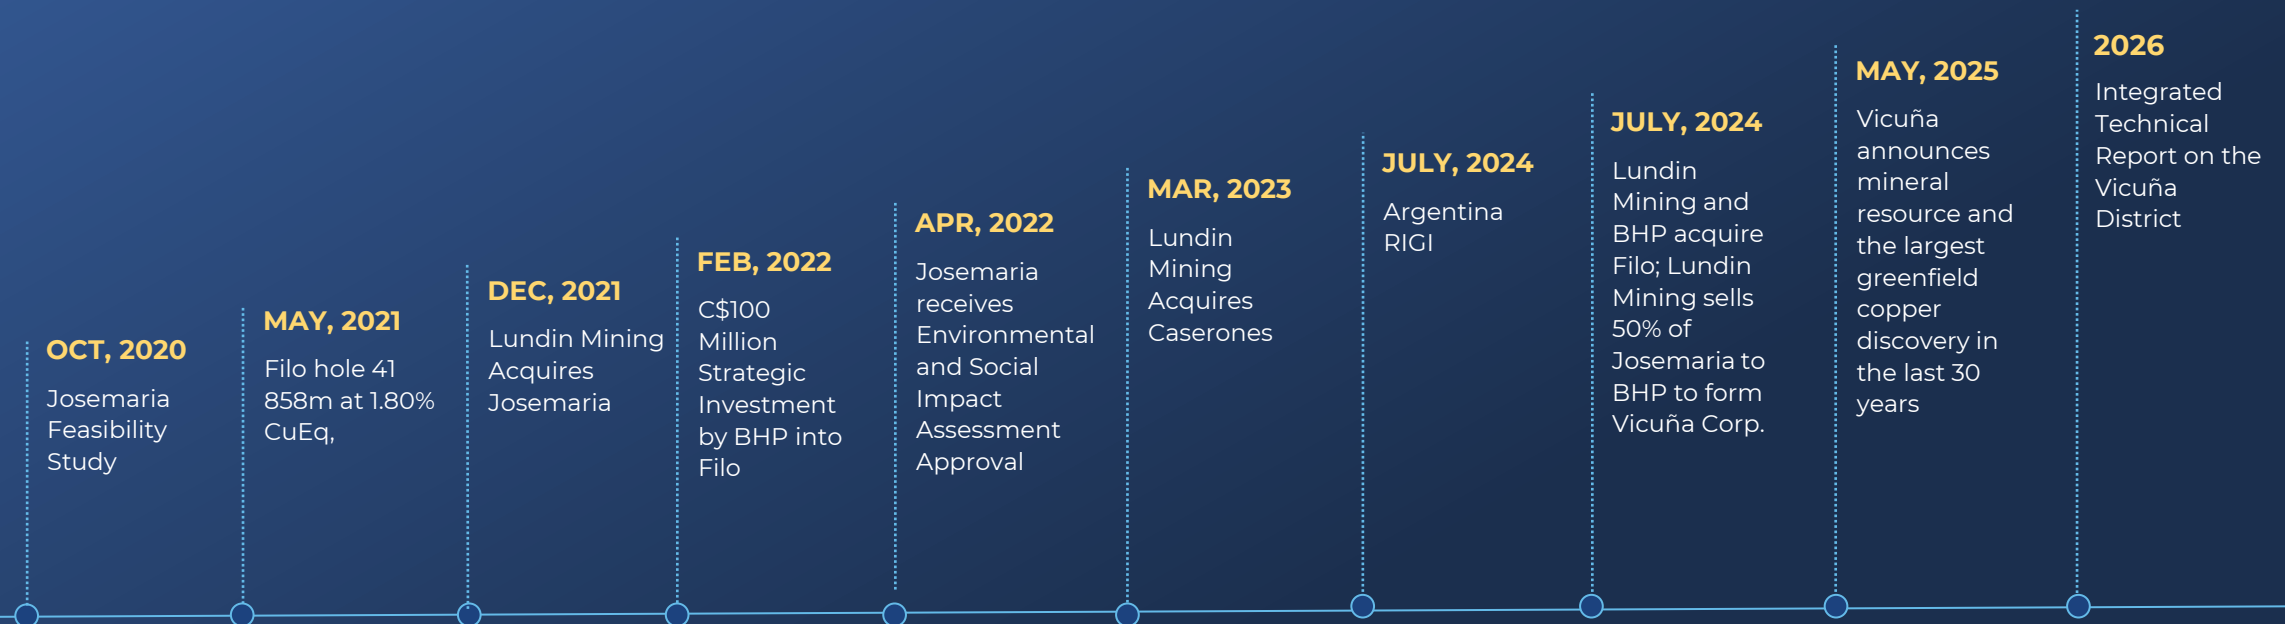 OCT, 2020
Josemaria
Feasibility
Study
MAY, 2021
Filo hole 41
858m at 1.80%
CuEq,
DEC, 2021
Lundin Mining
Acquires
Josemaria
FEB, 2022
C$100
Million
Strategic
Investment
by BHP into
Filo
APR, 2022
Josemaria
receives
Environmental
and Social
Impact
Assessment
Approval
MAR, 2023
Lundin
Mining
Acquires
Caserones
JULY, 2024
Argentina
RIGI
JULY, 2024
Lundin
Mining and
BHP acquire
Filo; Lundin
Mining sells
50% of
Josemaria to
BHP to form
Vicuña Corp.
MAY, 2025
Vicuña
announces
mineral
resource and
the largest
greenfield
copper
discovery in
the last 30
years
2026
Integrated
Technical
Report on the
Vicuña
District